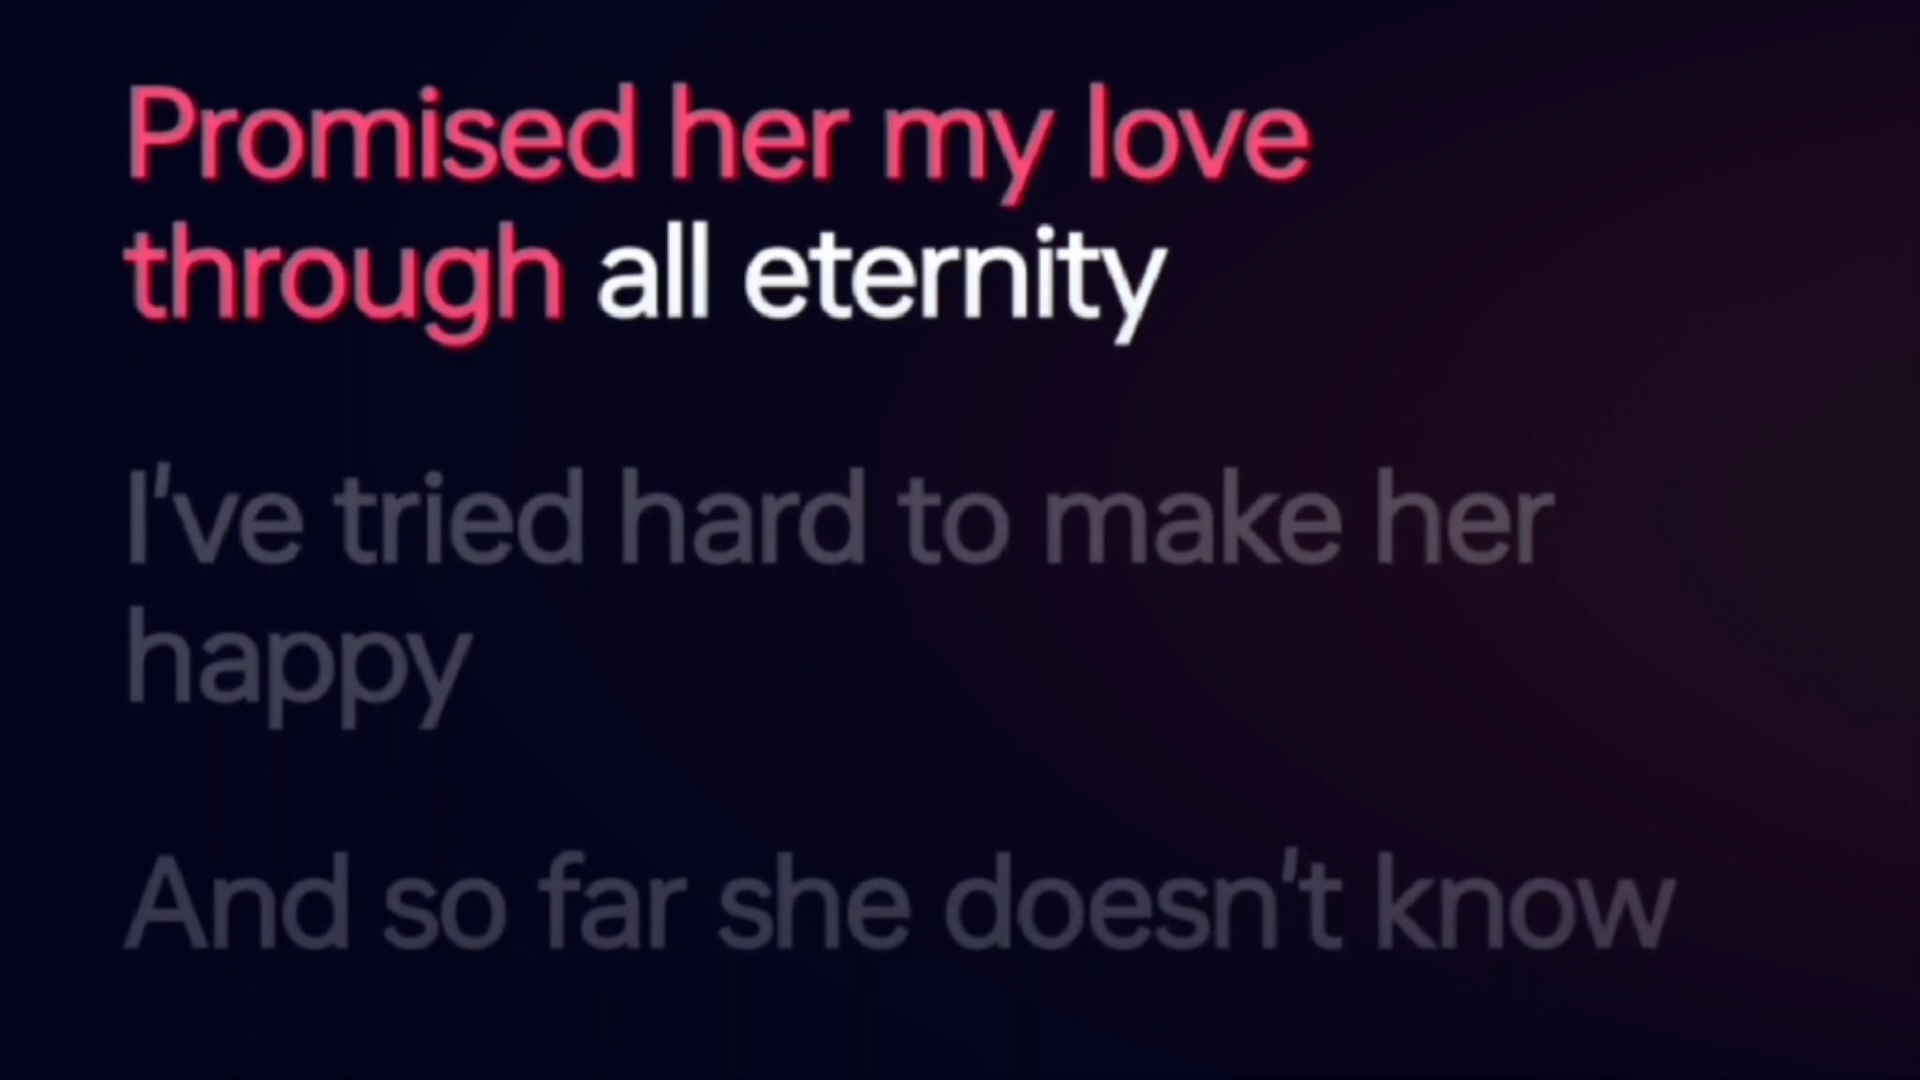 Promised her my love
through all eternity
I've tried hard to make her
happy
And so far she doesn't know